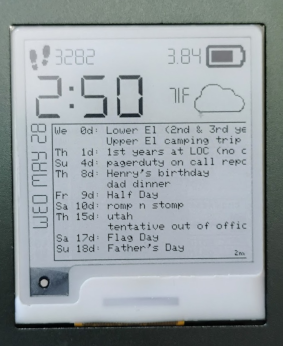 3282
3.84
2:50
71F
WED MAY 28
We 0d: Lower El (2nd & 3rd ye
Upper El camping trip
Th 1d: 1st years at LOC (no c
Su 4d: pagerduty on call repo
Th 8d: Henry's birthday
dad dinner
Fr 9d: Half Day
Sa 10d: romp n stomp
Th 15d: utah
tentative out of offic
Sa 17d: Flag Day
Su 18d: Father's Day
2m